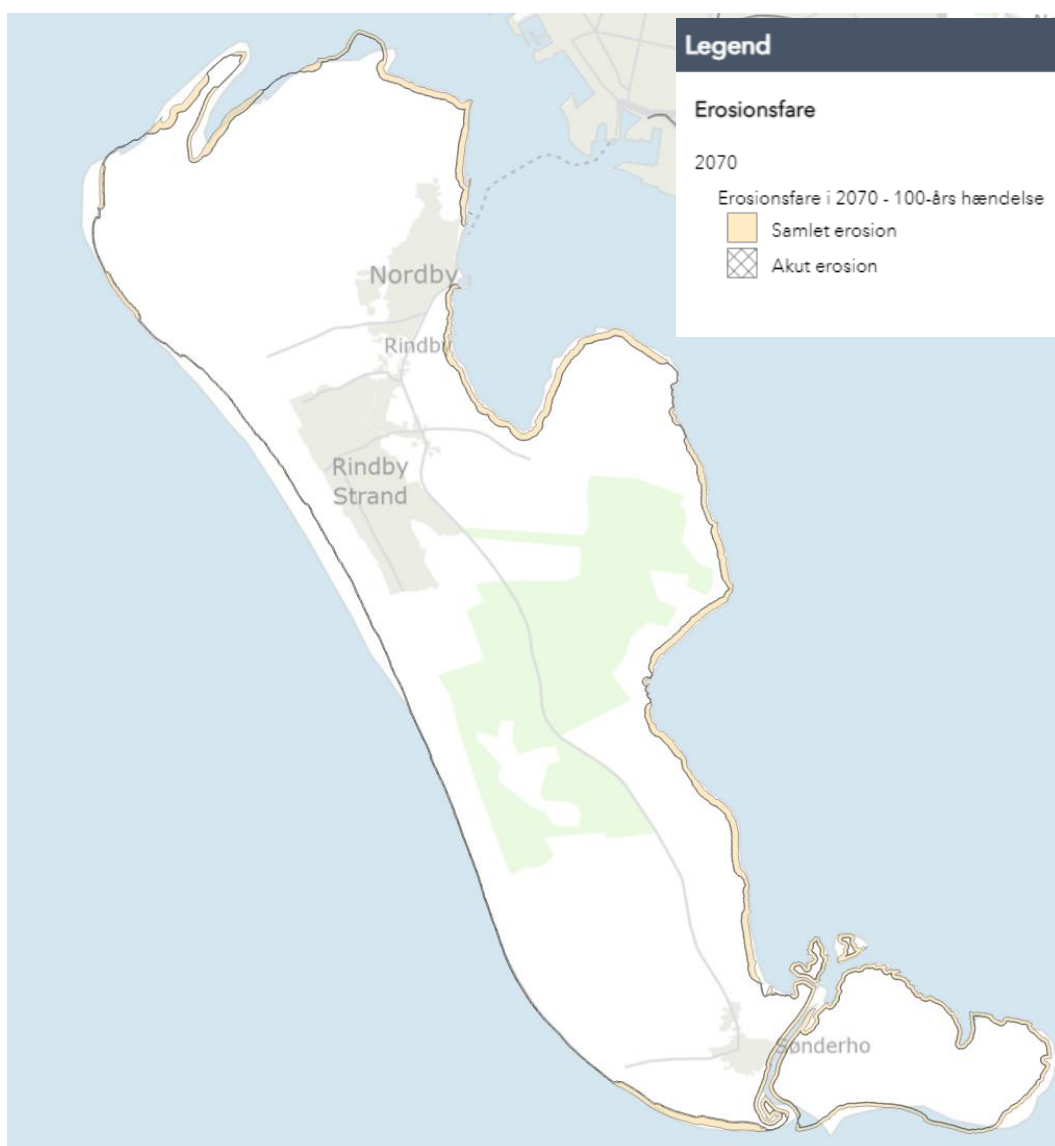 Legend
Erosionsfare
2070
Erosionsfare i 2070 - 100-års hændelse
Samlet erosion
Akut erosion
Nordby
Rindby
Rindby
Strand
Sønderho